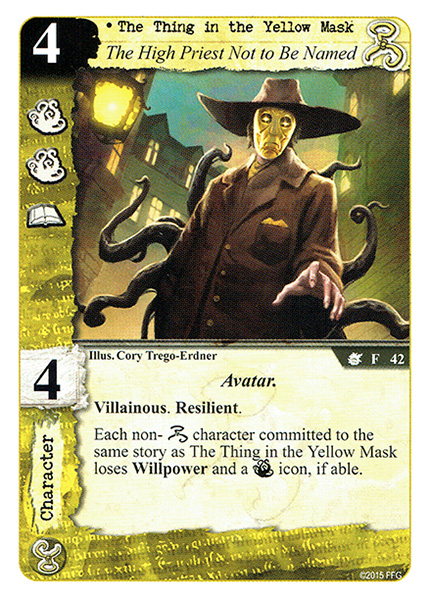 4
• The Thing in the Yellow Mask
The High Priest Not to Be Named
Illus. Cory Trego-Erdner
F 42
4
Avatar.
Villainous. Resilient.
Each non- character committed to the
same story as The Thing in the Yellow Mask
loses Willpower and a icon, if able.
Character
©2015 FFG